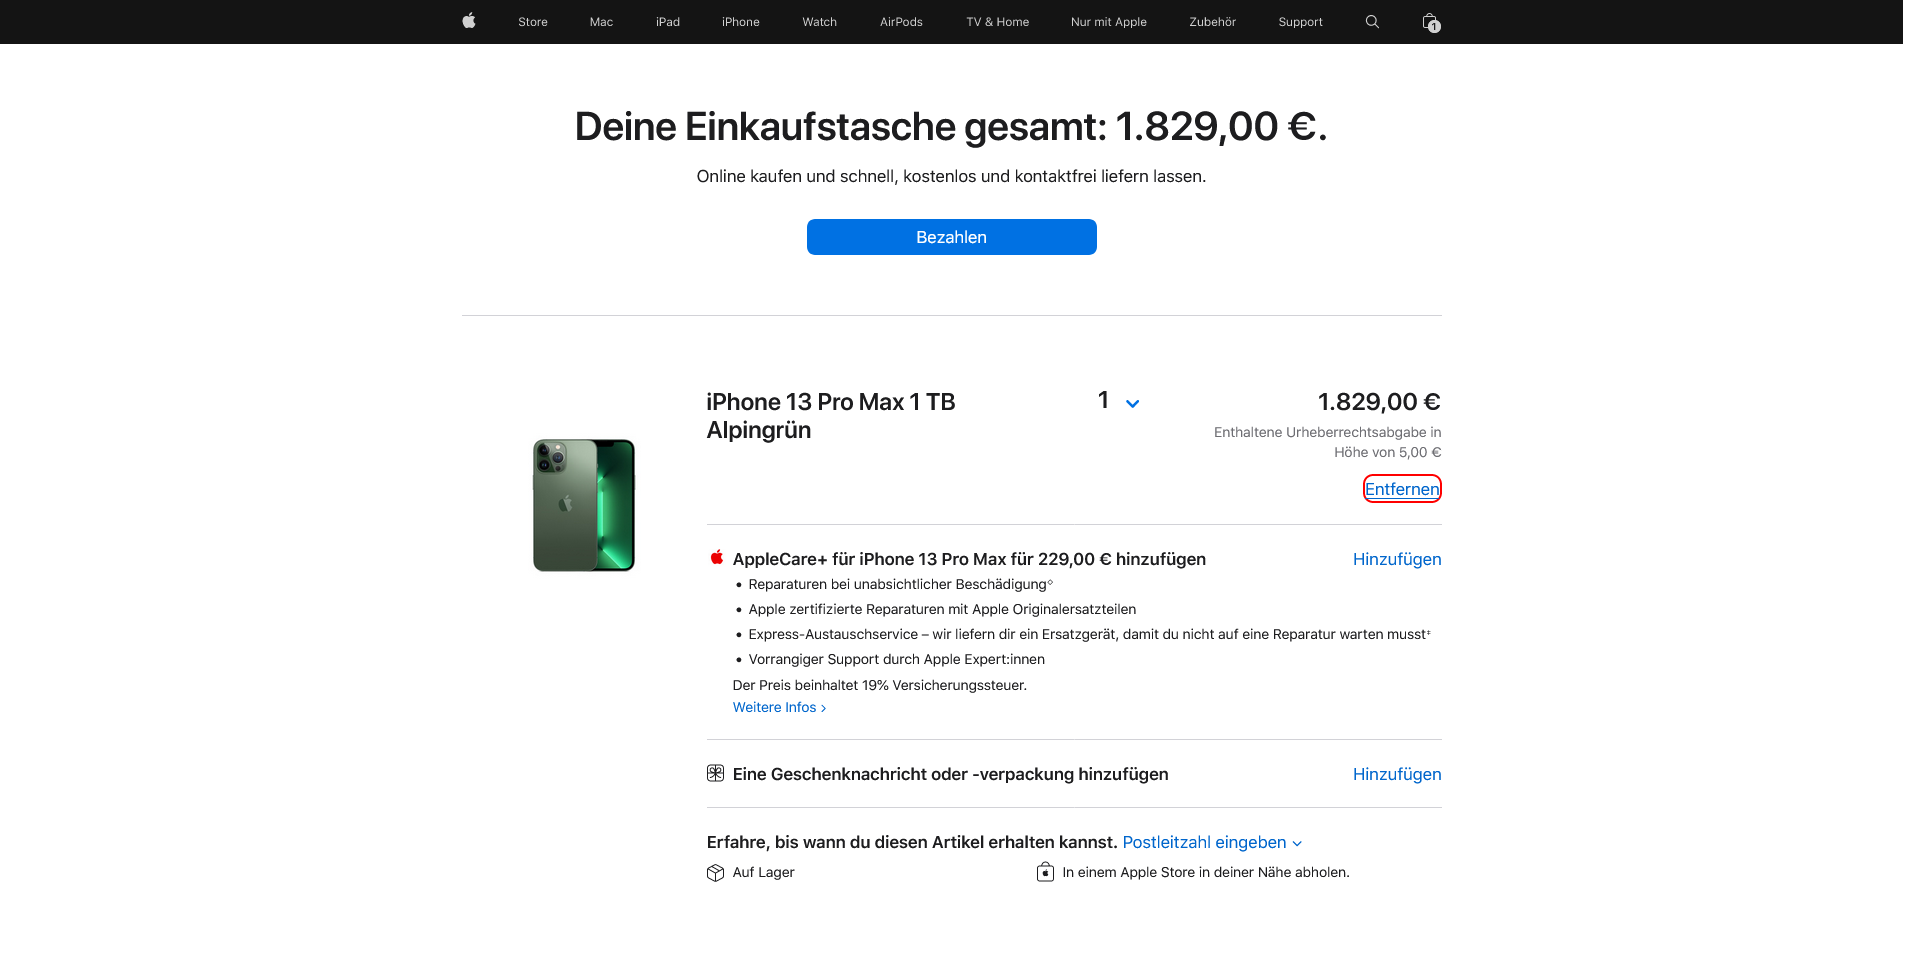 Store Mac iPad iPhone Watch AirPods TV & Home Nur mit Apple Zubehör Support 1
Deine Einkaufstasche gesamt: 1.829,00 €.
Online kaufen und schnell, kostenlos und kontaktfrei liefern lassen.
Bezahlen
iPhone 13 Pro Max 1 TB
Alpingrün
1
1.829,00 €
Enthaltene Urheberrechtsabgabe in
Höhe von 5,00 €
Entfernen
AppleCare+ für iPhone 13 Pro Max für 229,00 € hinzufügen Hinzufügen
• Reparaturen bei unabsichtlicher Beschädigung◊
• Apple zertifizierte Reparaturen mit Apple Originalersatzteilen
• Express-Austauschservice – wir liefern dir ein Ersatzgerät, damit du nicht auf eine Reparatur warten musst‡
• Vorrangiger Support durch Apple Expert:innen
Der Preis beinhaltet 19% Versicherungssteuer.
Weitere Infos >
Eine Geschenknachricht oder -verpackung hinzufügen Hinzufügen
Erfahre, bis wann du diesen Artikel erhalten kannst. Postleitzahl eingeben
Auf Lager
In einem Apple Store in deiner Nähe abholen.